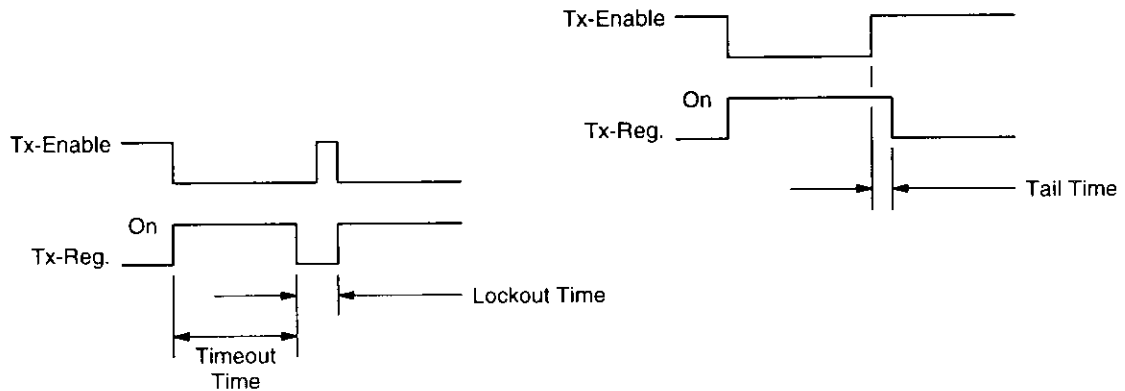 Tx-Enable
On
Tx-Reg.
Lockout Time
Timeout
Time
Tx-Enable
On
Tx-Reg.
Tail Time